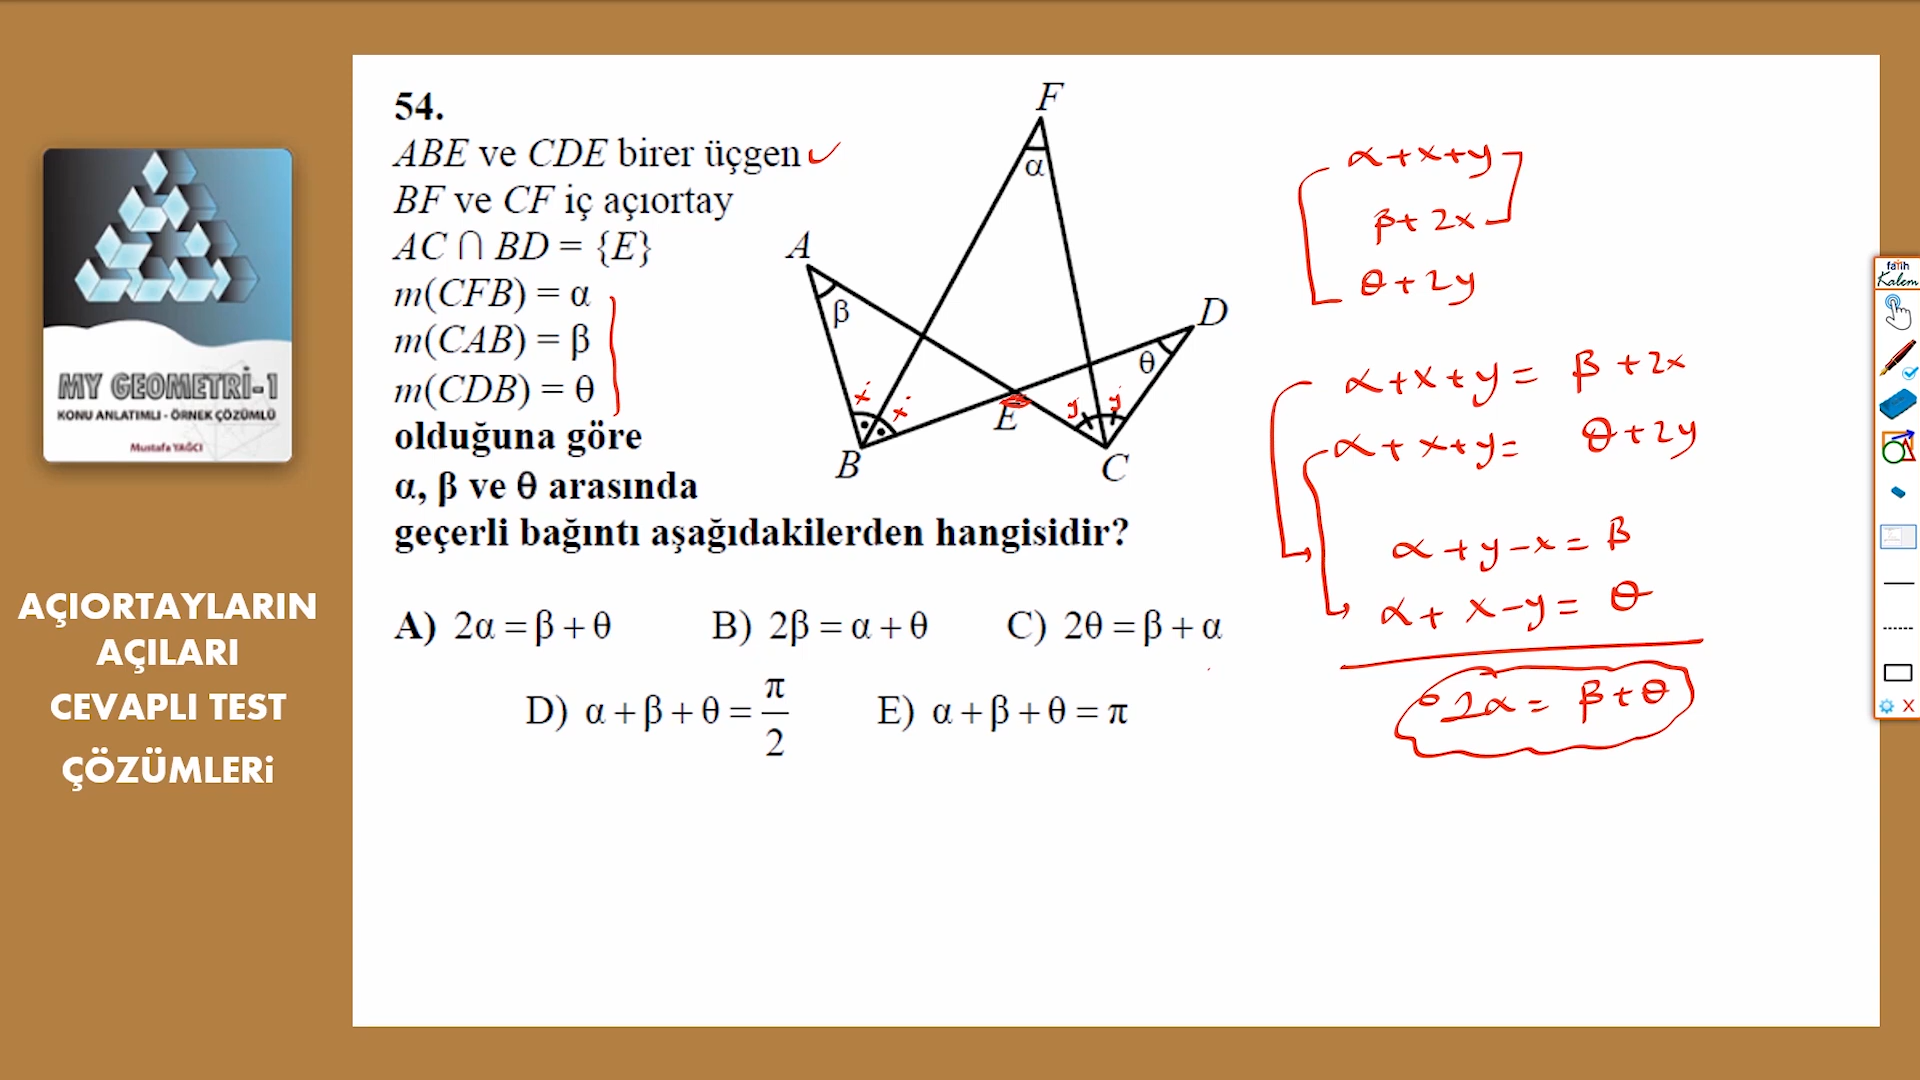 MY GEOMETRİ-1
KONU ANLATIMLI - ÖRNEK ÇÖZÜMLÜ
Mustafa YAĞCI
AÇIORTAYLARIN
AÇILARI
CEVAPLI TEST
ÇÖZÜMLERi
54.
ABE ve CDE birer üçgen
BF ve CF iç açıortay
AC ∩ BD = {E}
m(CFB) = α
m(CAB) = β
m(CDB) = θ
olduğuna göre
α, β ve θ arasında
geçerli bağıntı aşağıdakilerden hangisidir?
A) 2α = β + θ
B) 2β = α + θ
C) 2θ = β + α
D) α + β + θ = π/2
E) α + β + θ = π
F
α
A
β
D
θ
x
x
y
y
E
B
C
α+x+y
β+2x
θ+2y
α+x+y = β+2x
α+x+y = θ+2y
α+y-x = β
α+x-y = θ
2α = β+θ
fatih
Kalem
x